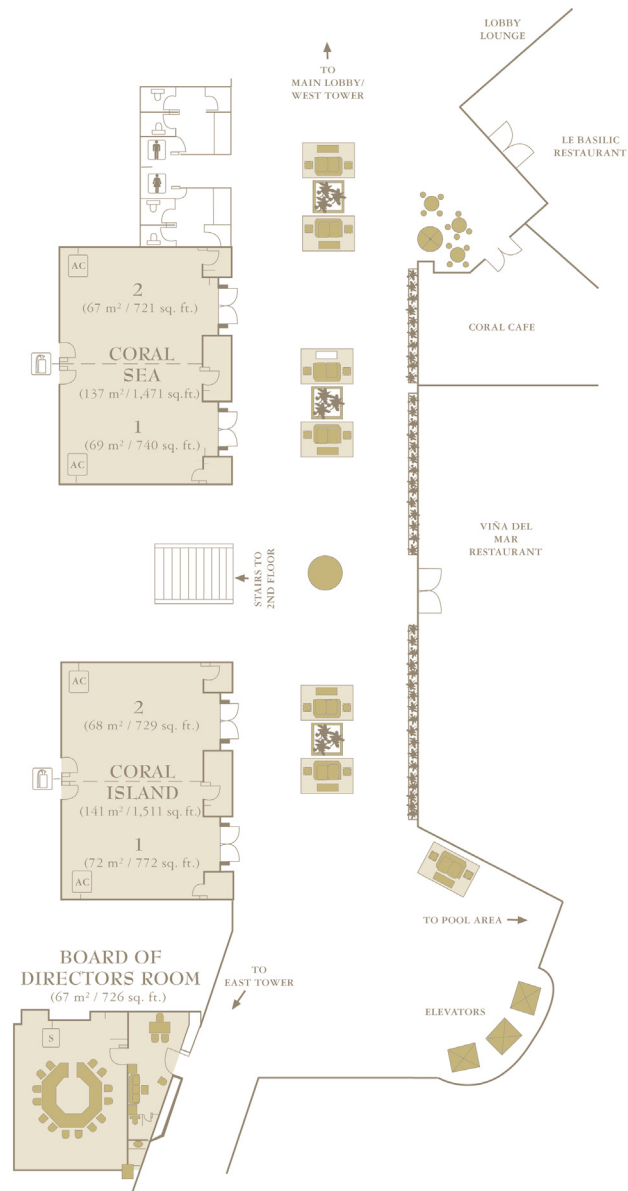 LOBBY
LOUNGE
TO
MAIN LOBBY/
WEST TOWER
LE BASILIC
RESTAURANT
AC
2
(67 m² / 721 sq. ft.)
CORAL CAFE
CORAL
SEA
(137 m² / 1,471 sq. ft.)
1
(69 m² / 740 sq. ft.)
AC
VIÑA DEL
MAR
RESTAURANT
STAIRS TO
2ND FLOOR
AC
2
(68 m² / 729 sq. ft.)
CORAL
ISLAND
(141 m² / 1,511 sq. ft.)
1
(72 m² / 772 sq. ft.)
AC
TO POOL AREA
BOARD OF
DIRECTORS ROOM
(67 m² / 726 sq. ft.)
TO
EAST TOWER
ELEVATORS
S